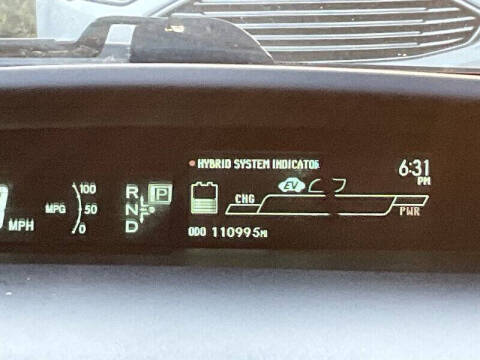 HYBRID SYSTEM INDICATOR
6:31
PM
EV
CHG
PWR
ODO 110995MI
MPH
MPG
100
50
0
R
N
D
P